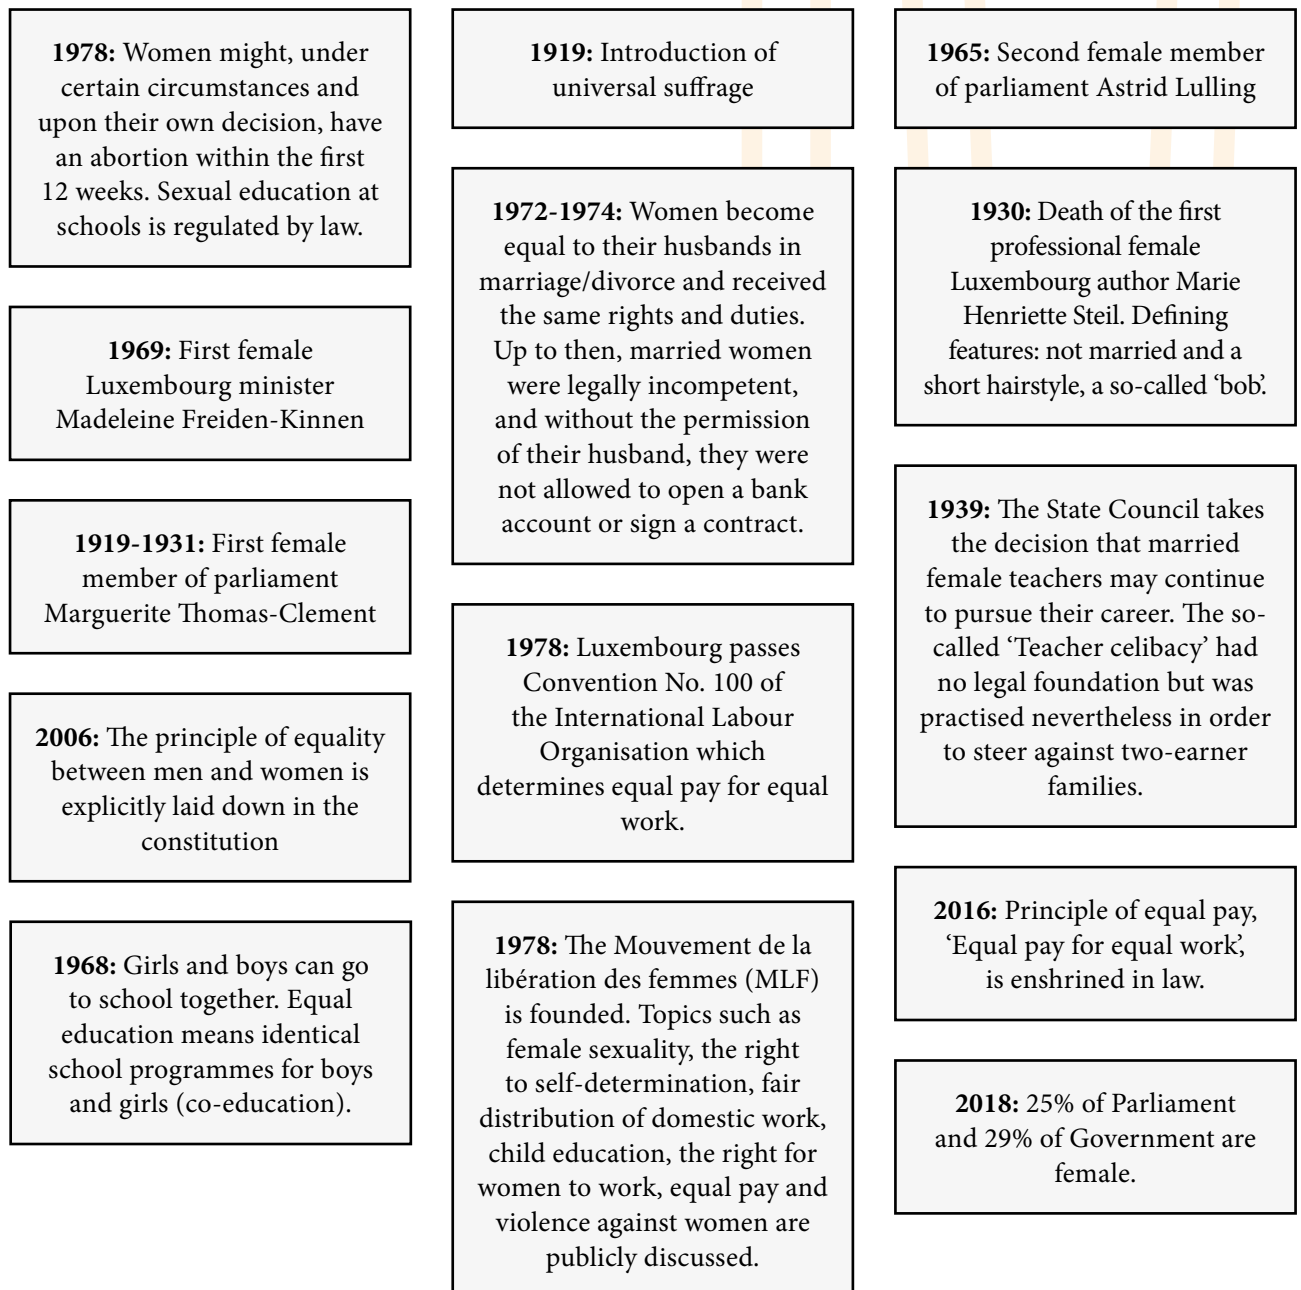 1978: Women might, under
certain circumstances and
upon their own decision, have
an abortion within the first
12 weeks. Sexual education at
schools is regulated by law.
1969: First female
Luxembourg minister
Madeleine Freiden-Kinnen
1919-1931: First female
member of parliament
Marguerite Thomas-Clement
2006: The principle of equality
between men and women is
explicitly laid down in the
constitution
1968: Girls and boys can go
to school together. Equal
education means identical
school programmes for boys
and girls (co-education).
1919: Introduction of
universal suffrage
1972-1974: Women become
equal to their husbands in
marriage/divorce and received
the same rights and duties.
Up to then, married women
were legally incompetent,
and without the permission
of their husband, they were
not allowed to open a bank
account or sign a contract.
1978: Luxembourg passes
Convention No. 100 of
the International Labour
Organisation which
determines equal pay for equal
work.
1978: The Mouvement de la
libération des femmes (MLF)
is founded. Topics such as
female sexuality, the right
to self-determination, fair
distribution of domestic work,
child education, the right for
women to work, equal pay and
violence against women are
publicly discussed.
1965: Second female member
of parliament Astrid Lulling
1930: Death of the first
professional female
Luxembourg author Marie
Henriette Steil. Defining
features: not married and a
short hairstyle, a so-called ‘bob’.
1939: The State Council takes
the decision that married
female teachers may continue
to pursue their career. The so-
called ‘Teacher celibacy’ had
no legal foundation but was
practised nevertheless in order
to steer against two-earner
families.
2016: Principle of equal pay,
‘Equal pay for equal work’,
is enshrined in law.
2018: 25% of Parliament
and 29% of Government are
female.